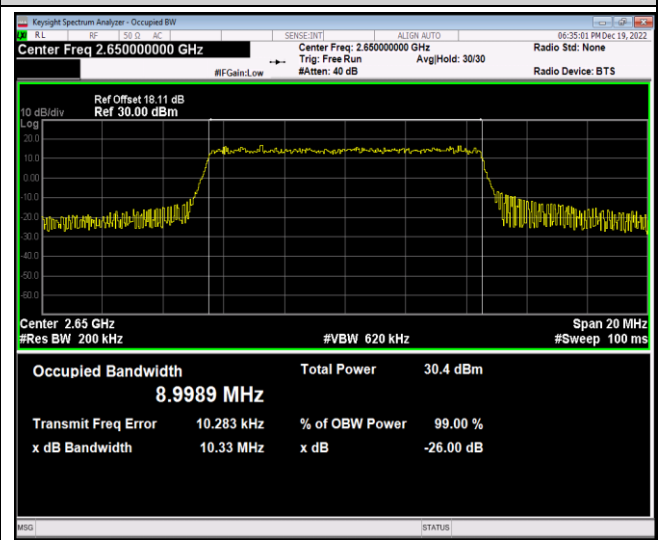 Keysight Spectrum Analyzer - Occupied BW
RL RF 50 Ω AC SENSE:INT ALIGN AUTO 06:35:01 PM Dec 19, 2022
Center Freq 2.650000000 GHz Center Freq: 2.650000000 GHz Radio Std: None
Trig: Free Run Avg|Hold: 30/30
#IFGain:Low #Atten: 40 dB Radio Device: BTS
Ref Offset 18.11 dB
10 dB/div Ref 30.00 dBm
Log
20.0
10.0
0.00
-10.0
-20.0
-30.0
-40.0
-50.0
-60.0
Center 2.65 GHz Span 20 MHz
#Res BW 200 kHz #VBW 620 kHz #Sweep 100 ms
Occupied Bandwidth Total Power 30.4 dBm
8.9989 MHz
Transmit Freq Error 10.283 kHz % of OBW Power 99.00 %
x dB Bandwidth 10.33 MHz x dB -26.00 dB
MSG STATUS